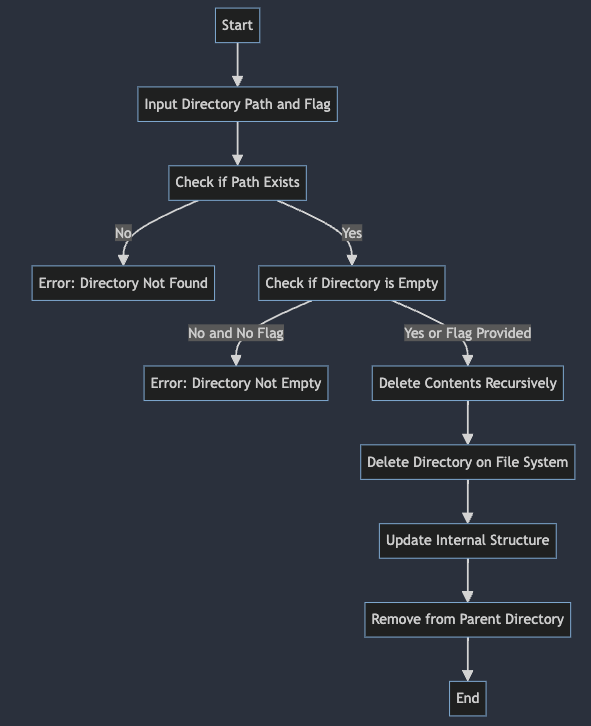 Start
Input Directory Path and Flag
Check if Path Exists
No
Yes
Error: Directory Not Found
Check if Directory is Empty
No and No Flag
Yes or Flag Provided
Error: Directory Not Empty
Delete Contents Recursively
Delete Directory on File System
Update Internal Structure
Remove from Parent Directory
End